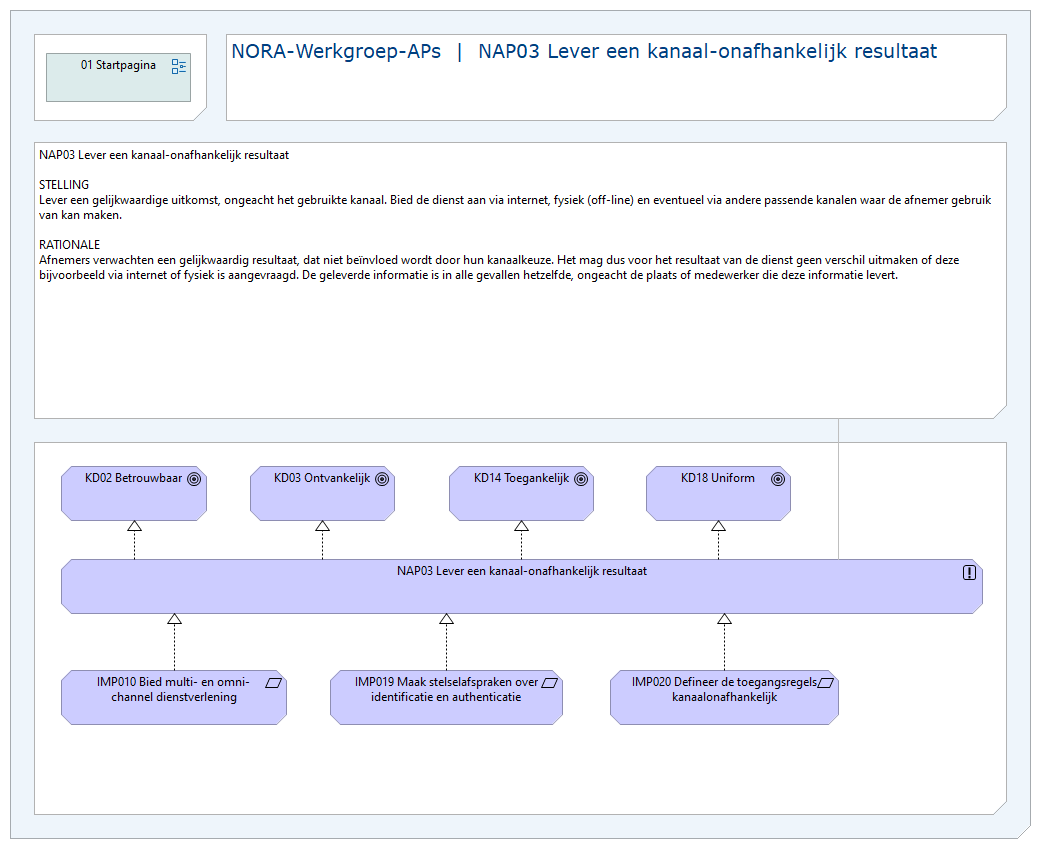 01 Startpagina
NORA-Werkgroep-APs | NAP03 Lever een kanaal-onafhankelijk resultaat
NAP03 Lever een kanaal-onafhankelijk resultaat
STELLING
Lever een gelijkwaardige uitkomst, ongeacht het gebruikte kanaal. Bied de dienst aan via internet, fysiek (off-line) en eventueel via andere passende kanalen waar de afnemer gebruik
van kan maken.
RATIONALE
Afnemers verwachten een gelijkwaardig resultaat, dat niet beïnvloed wordt door hun kanaalkeuze. Het mag dus voor het resultaat van de dienst geen verschil uitmaken of deze
bijvoorbeeld via internet of fysiek is aangevraagd. De geleverde informatie is in alle gevallen hetzelfde, ongeacht de plaats of medewerker die deze informatie levert.
KD02 Betrouwbaar
KD03 Ontvankelijk
KD14 Toegankelijk
KD18 Uniform
NAP03 Lever een kanaal-onafhankelijk resultaat
IMP010 Bied multi- en omni-
channel dienstverlening
IMP019 Maak stelselafspraken over
identificatie en authenticatie
IMP020 Defineer de toegangsregels
kanaalonafhankelijk